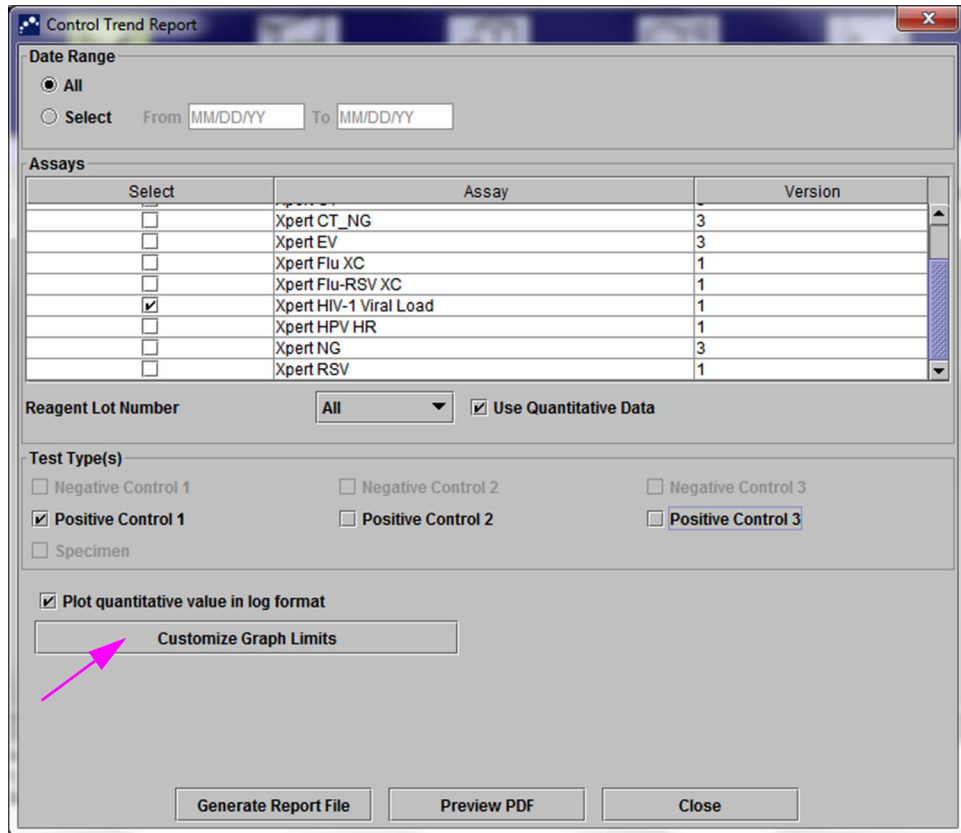 Control Trend Report
Date Range
All
Select From MM/DD/YY To MM/DD/YY
Assays
Select Assay Version
Xpert CT_NG 3
Xpert EV 3
Xpert Flu XC 1
Xpert Flu-RSV XC 1
Xpert HIV-1 Viral Load 1
Xpert HPV HR 1
Xpert NG 3
Xpert RSV 1
Reagent Lot Number All Use Quantitative Data
Test Type(s)
Negative Control 1 Negative Control 2 Negative Control 3
Positive Control 1 Positive Control 2 Positive Control 3
Specimen
Plot quantitative value in log format
Customize Graph Limits
Generate Report File Preview PDF Close